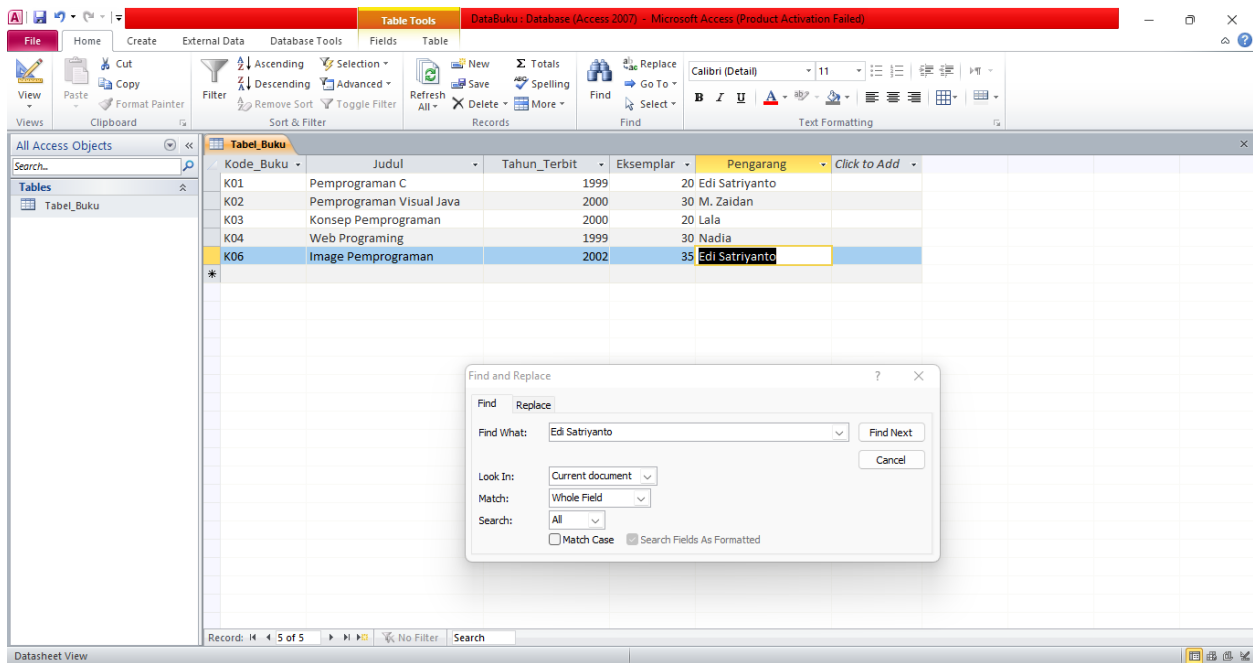 Table Tools DataBuku : Database (Access 2007) - Microsoft Access (Product Activation Failed)
File Home Create External Data Database Tools Fields Table
View
Views
Paste
Cut
Copy
Format Painter
Clipboard
Filter
Ascending
Descending
Remove Sort
Selection
Advanced
Toggle Filter
Sort & Filter
Refresh All
New
Save
Delete
Totals
Spelling
More
Records
Find
Replace
Go To
Select
Find
Calibri (Detail) 11
B I U A
Text Formatting
All Access Objects
Search...
Tables
Tabel_Buku
Tabel_Buku
Kode_Buku Judul Tahun_Terbit Eksemplar Pengarang Click to Add
K01 Pemprograman C 1999 20 Edi Satriyanto
K02 Pemprograman Visual Java 2000 30 M. Zaidan
K03 Konsep Pemprograman 2000 20 Lala
K04 Web Programing 1999 30 Nadia
K06 Image Pemprograman 2002 35 Edi Satriyanto
Find and Replace
Find Replace
Find What: Edi Satriyanto Find Next
Cancel
Look In: Current document
Match: Whole Field
Search: All
Match Case Search Fields As Formatted
Record: 5 of 5 No Filter Search
Datasheet View